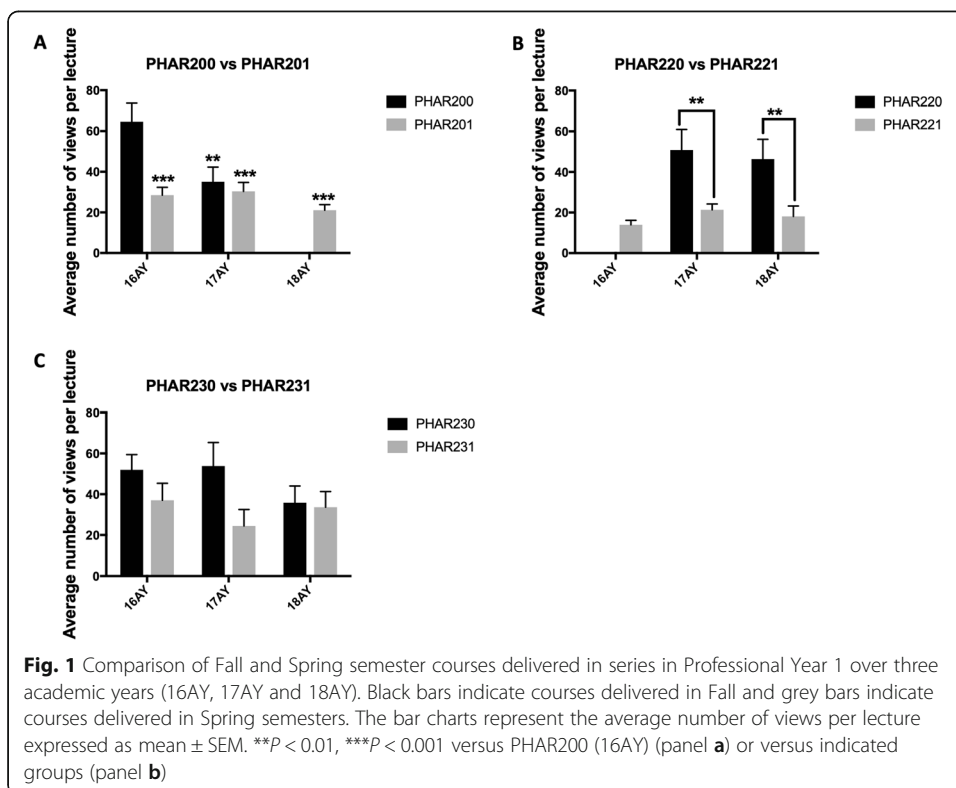 A
PHAR200 vs PHAR201
Average number of views per lecture
80
60
40
20
0
***
**
***
***
16AY
17AY
18AY
PHAR200
PHAR201
B
PHAR220 vs PHAR221
Average number of views per lecture
80
60
40
20
0
**
**
16AY
17AY
18AY
PHAR220
PHAR221
C
PHAR230 vs PHAR231
Average number of views per lecture
80
60
40
20
0
16AY
17AY
18AY
PHAR230
PHAR231
Fig. 1 Comparison of Fall and Spring semester courses delivered in series in Professional Year 1 over three
academic years (16AY, 17AY and 18AY). Black bars indicate courses delivered in Fall and grey bars indicate
courses delivered in Spring semesters. The bar charts represent the average number of views per lecture
expressed as mean ± SEM. **P < 0.01, ***P < 0.001 versus PHAR200 (16AY) (panel a) or versus indicated
groups (panel b)